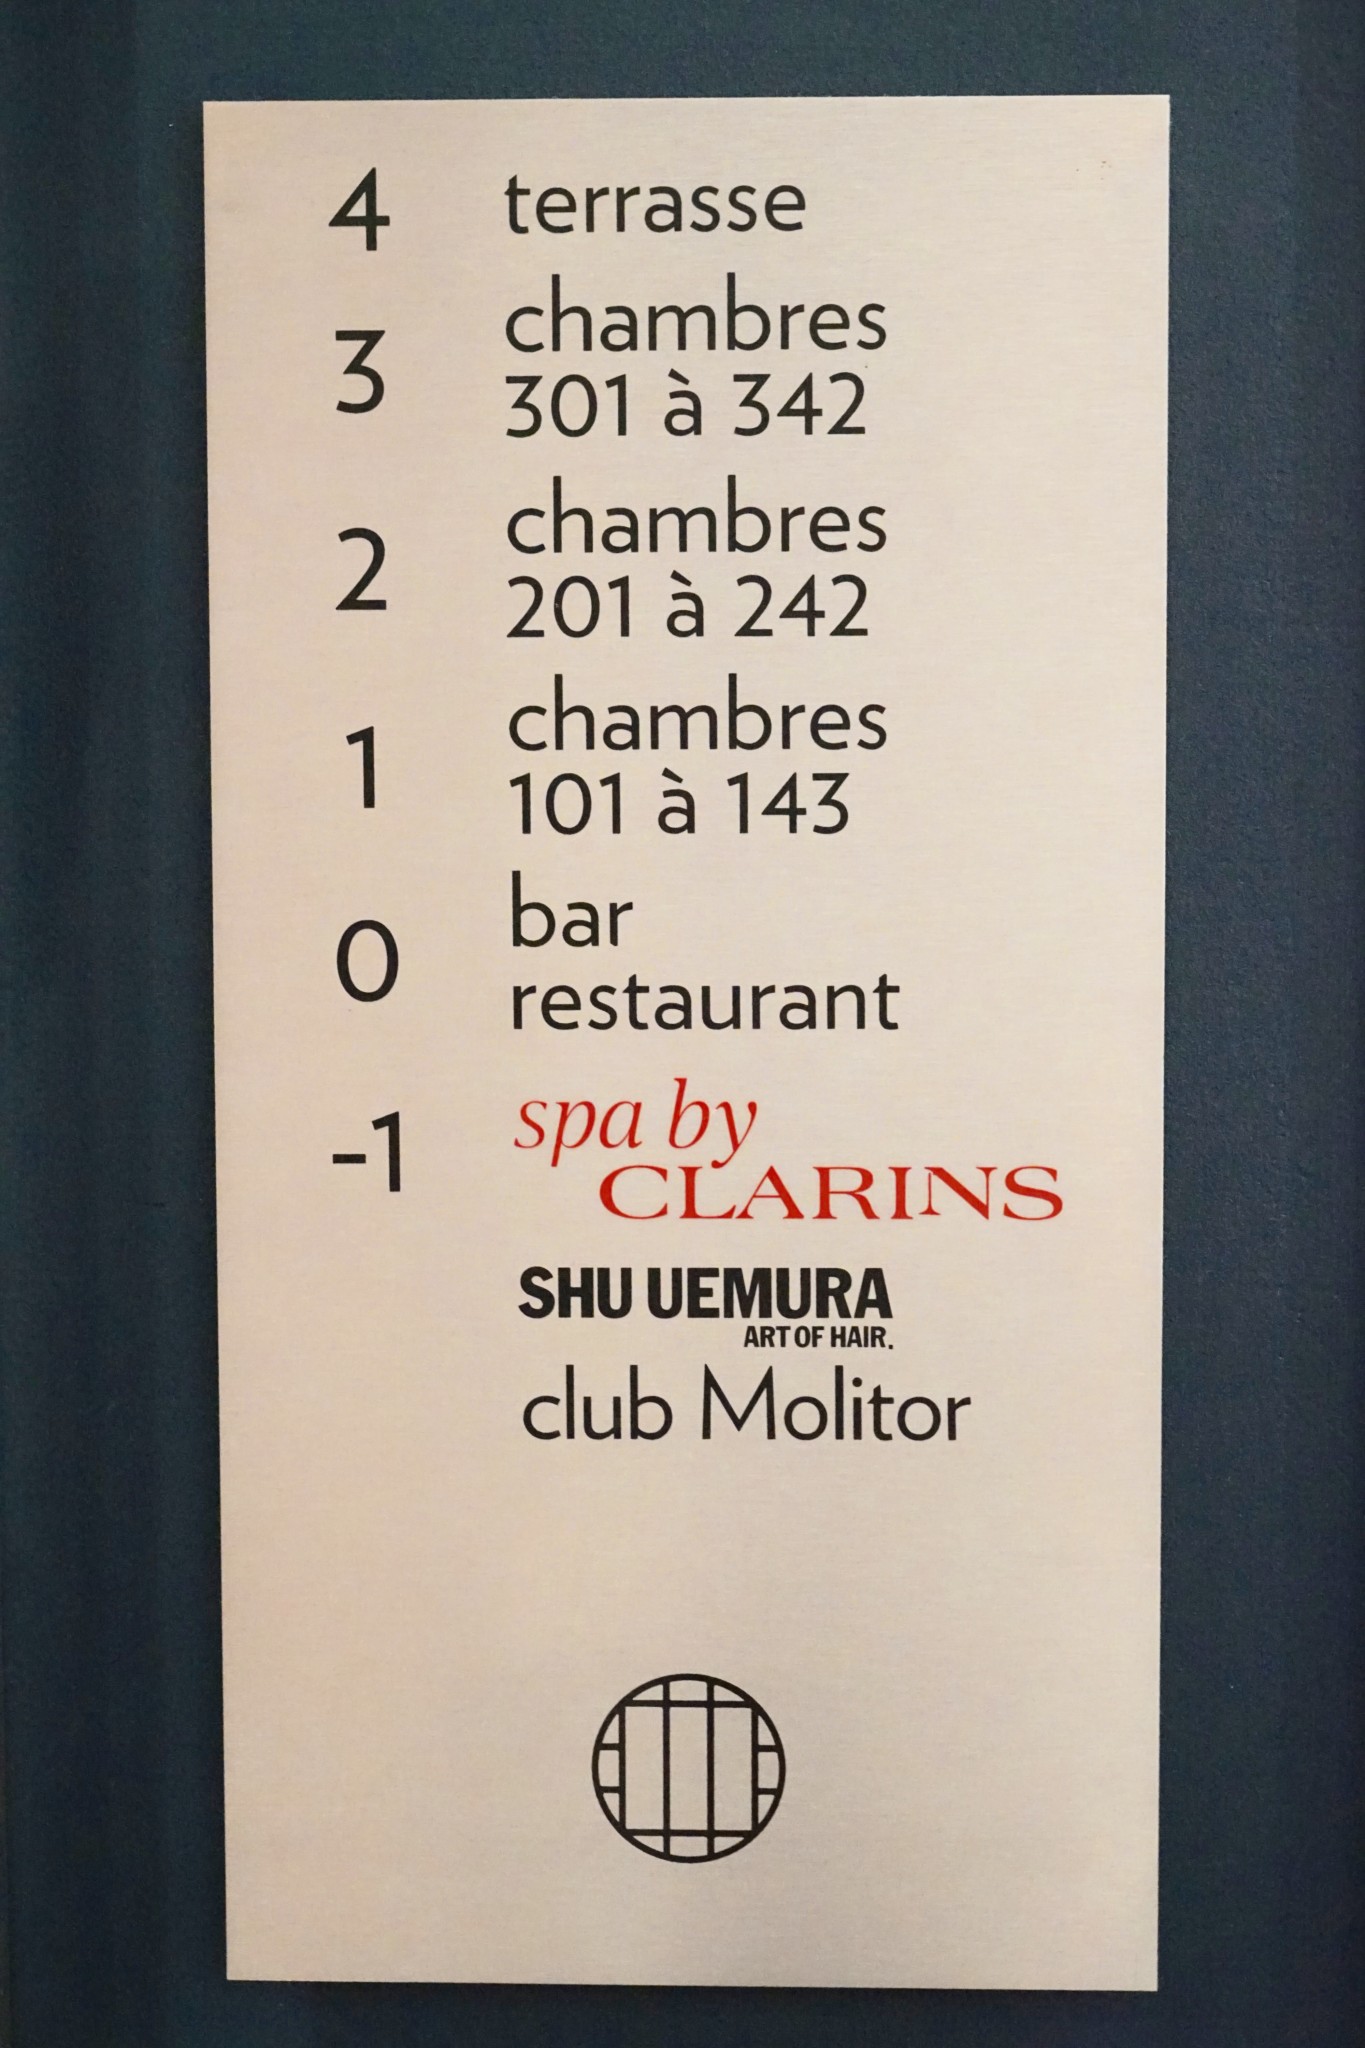 4 terrasse
3 chambres
301 à 342
2 chambres
201 à 242
1 chambres
101 à 143
0 bar
restaurant
-1 spa by
CLARINS
SHU UEMURA
ART OF HAIR.
club Molitor